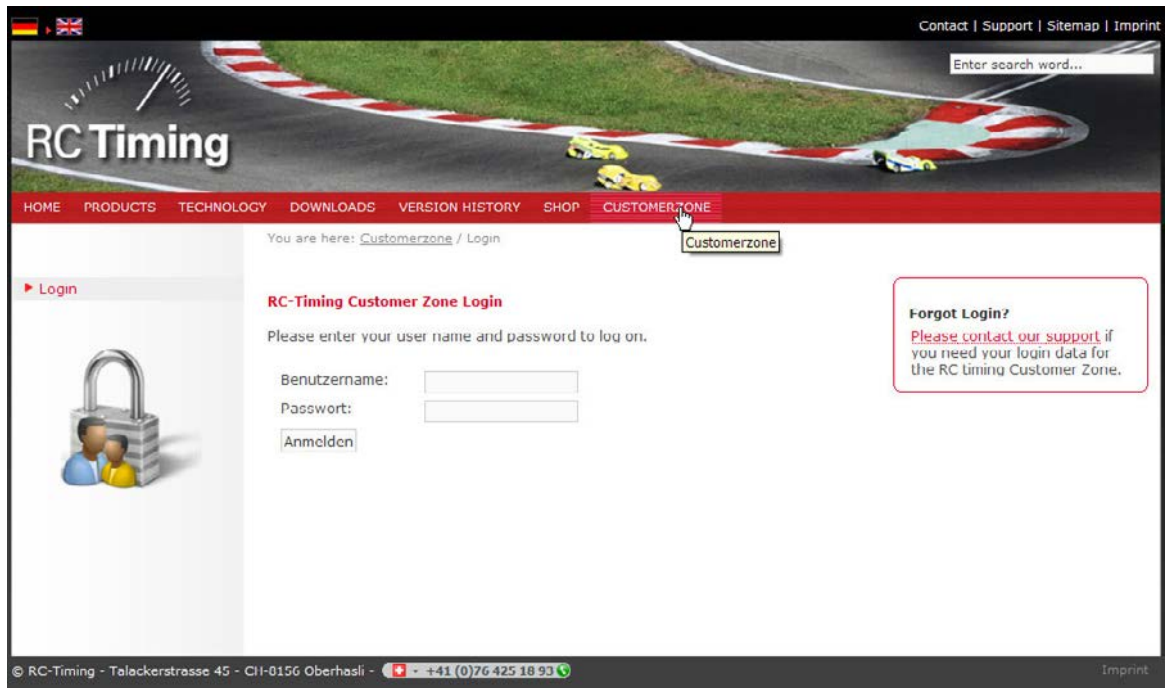 Contact | Support | Sitemap | Imprint
Enter search word...
RC Timing
HOME PRODUCTS TECHNOLOGY DOWNLOADS VERSION HISTORY SHOP CUSTOMERZONE
You are here: Customerzone / Login
Customerzone
Login
RC-Timing Customer Zone Login
Please enter your user name and password to log on.
Benutzername:
Passwort:
Anmelden
Forgot Login?
Please contact our support if
you need your login data for
the RC timing Customer Zone.
© RC-Timing - Talackerstrasse 45 - CH-8156 Oberhasli - +41 (0)76 425 18 93
Imprint